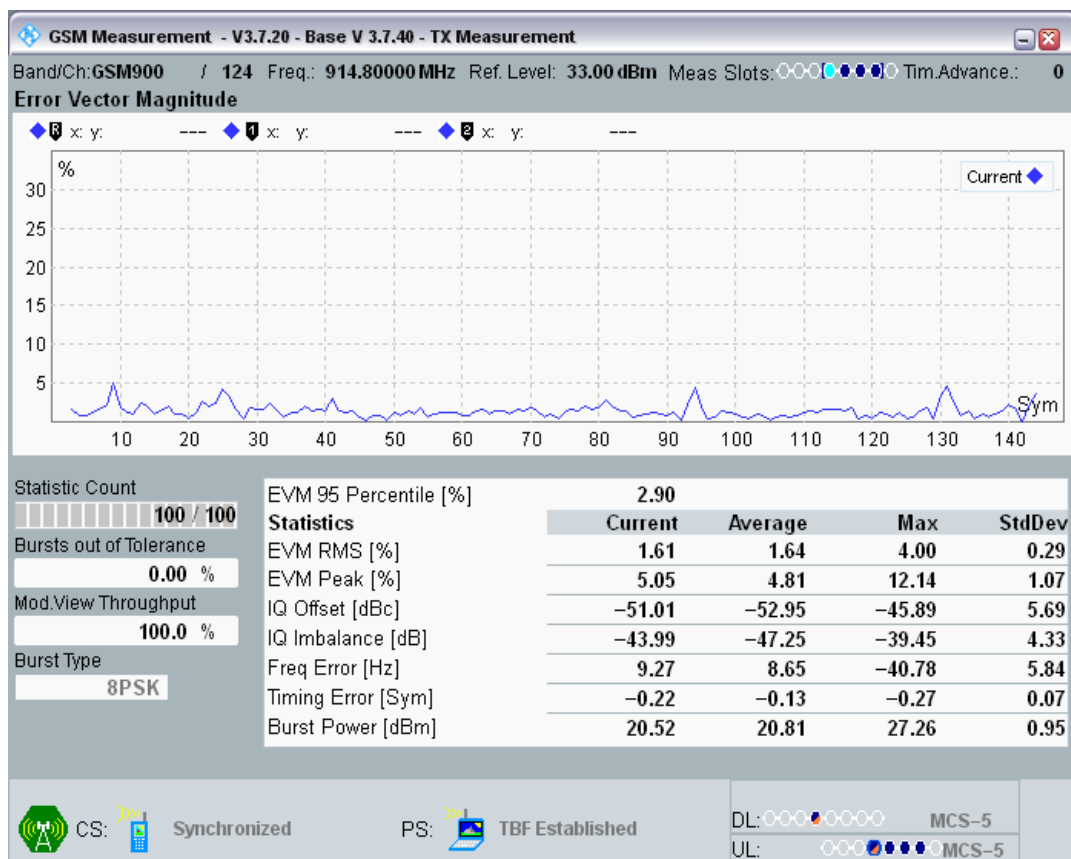 GSM Measurement - V3.7.20 - Base V 3.7.40 - TX Measurement
Band/Ch:GSM900 / 124 Freq.: 914.80000 MHz Ref. Level: 33.00 dBm Meas Slots: Tim.Advance.: 0
Error Vector Magnitude
R x: y: --- 1 x: y: --- 2 x: y: ---
%
Current
30
25
20
15
10
5
Sym
10 20 30 40 50 60 70 80 90 100 110 120 130 140
Statistic Count
100 / 100
Bursts out of Tolerance
0.00 %
Mod.View Throughput
100.0 %
Burst Type
8PSK
EVM 95 Percentile [%] 2.90
Statistics Current Average Max StdDev
EVM RMS [%] 1.61 1.64 4.00 0.29
EVM Peak [%] 5.05 4.81 12.14 1.07
IQ Offset [dBc] −51.01 −52.95 −45.89 5.69
IQ Imbalance [dB] −43.99 −47.25 −39.45 4.33
Freq Error [Hz] 9.27 8.65 −40.78 5.84
Timing Error [Sym] −0.22 −0.13 −0.27 0.07
Burst Power [dBm] 20.52 20.81 27.26 0.95
CS: Synchronized PS: TBF Established
DL: MCS−5
UL: MCS−5